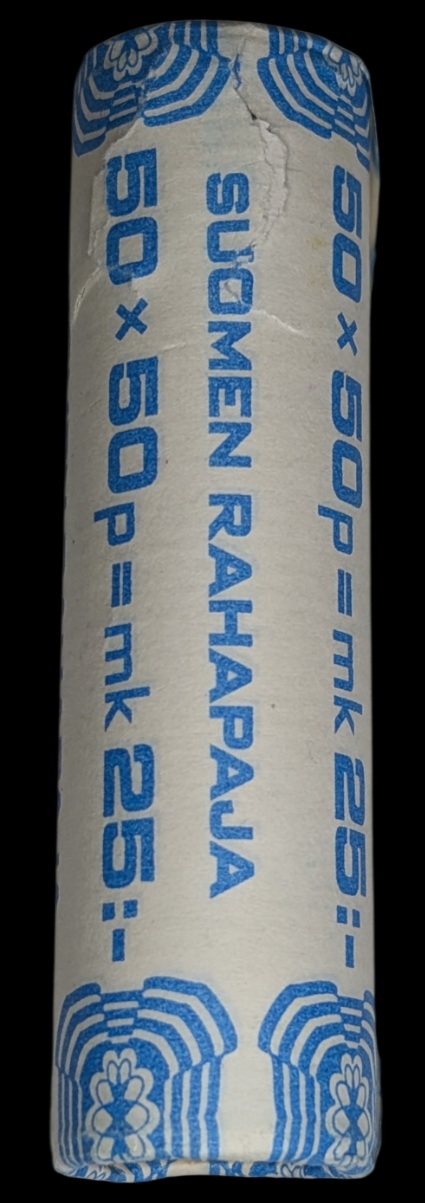 50 × 50p = mk 25:-
SUOMEN RAHAPAJA
50 × 50p = mk 25:-